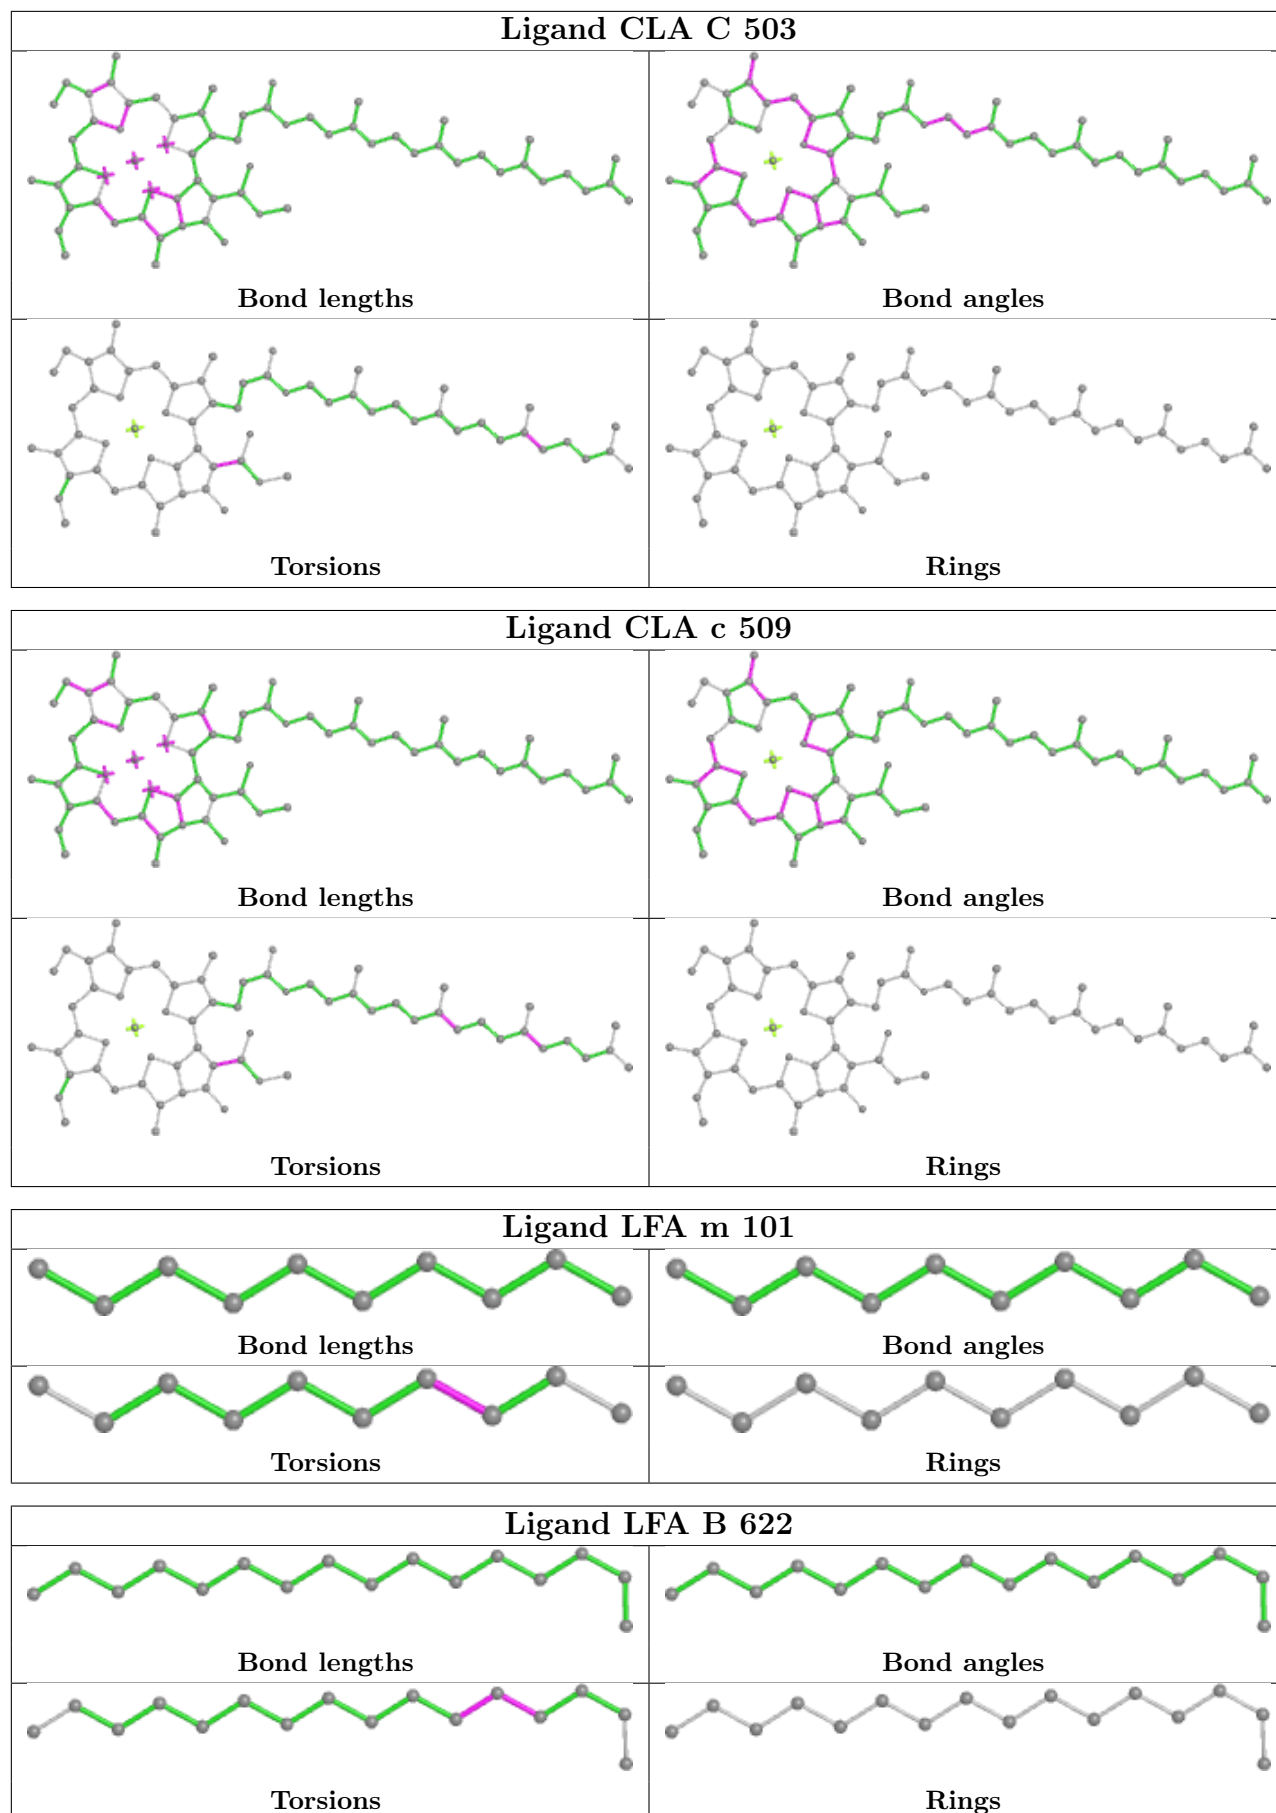 Ligand CLA C 503
Bond lengths
Bond angles
Torsions
Rings
Ligand CLA c 509
Bond lengths
Bond angles
Torsions
Rings
Ligand LFA m 101
Bond lengths
Bond angles
Torsions
Rings
Ligand LFA B 622
Bond lengths
Bond angles
Torsions
Rings